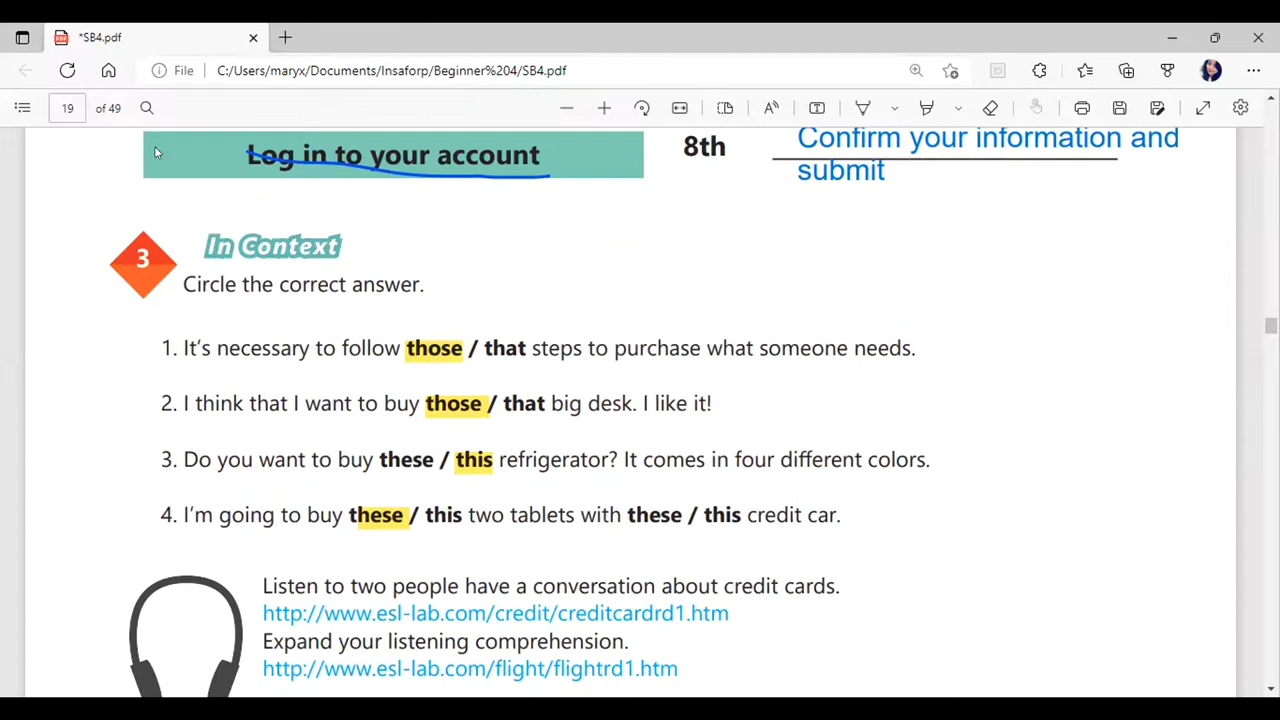 *SB4.pdf
File C:/Users/maryx/Documents/Insaforp/Beginner%204/SB4.pdf
19 of 49
Log in to your account
8th Confirm your information and
submit
3 In Context
Circle the correct answer.
1. It's necessary to follow those / that steps to purchase what someone needs.
2. I think that I want to buy those / that big desk. I like it!
3. Do you want to buy these / this refrigerator? It comes in four different colors.
4. I'm going to buy these / this two tablets with these / this credit car.
Listen to two people have a conversation about credit cards.
http://www.esl-lab.com/credit/creditcardrd1.htm
Expand your listening comprehension.
http://www.esl-lab.com/flight/flightrd1.htm